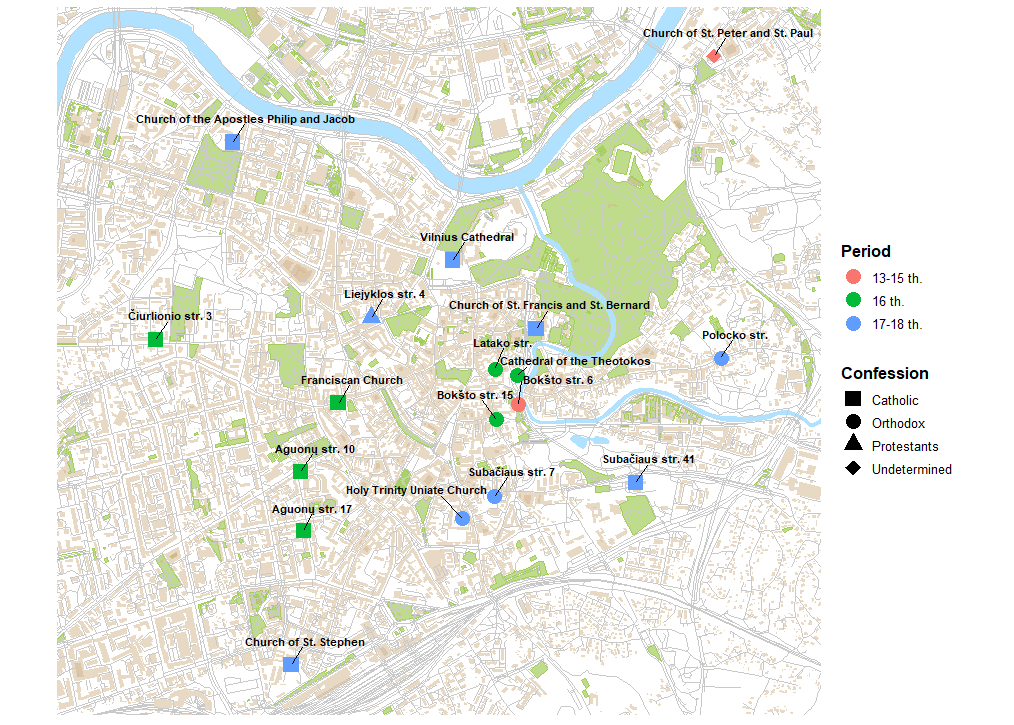 Church of St. Peter and St. Paul
Church of the Apostles Philip and Jacob
Vilnius Cathedral
Liejyklos str. 4
Church of St. Francis and St. Bernard
Čiurlionio str. 3
Latako str.
Polocko str.
Cathedral of the Theotokos
Franciscan Church
Bokšto str. 6
Bokšto str. 15
Aguonų str. 10
Subačiaus str. 41
Subačiaus str. 7
Holy Trinity Uniate Church
Aguonų str. 17
Church of St. Stephen
Period
13-15 th.
16 th.
17-18 th.
Confession
Catholic
Orthodox
Protestants
Undetermined